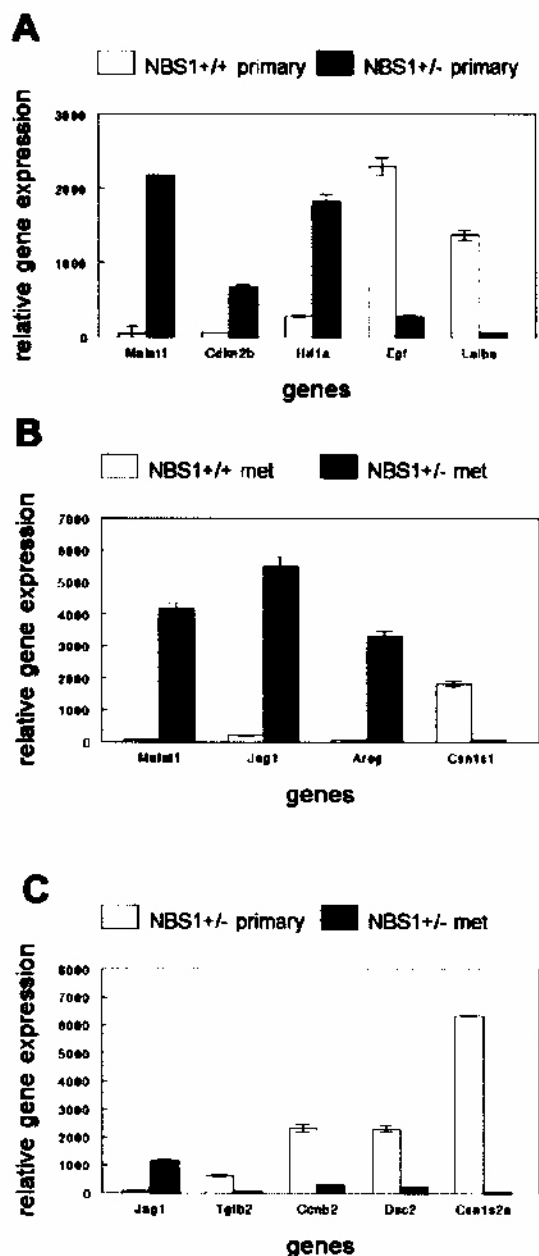 A
NBS1+/+ primary NBS1+/- primary
relative gene expression
3000
2000
1000
0
Malat1 Cdkn2b Hif1a Egf Lalba
genes
B
NBS1+/+ met NBS1+/- met
relative gene expression
7000
6000
5000
4000
3000
2000
1000
0
Malat1 Jag1 Areg Csn1s1
genes
C
NBS1+/- primary NBS1+/- met
relative gene expression
8000
7000
6000
5000
4000
3000
2000
1000
0
Jag1 Tgfb2 Ccnb2 Dsc2 Csn1s2a
genes